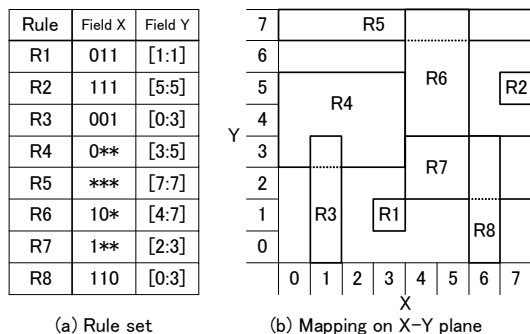 Rule Field X Field Y
R1 011 [1:1]
R2 111 [5:5]
R3 001 [0:3]
R4 0** [3:5]
R5 *** [7:7]
R6 10* [4:7]
R7 1** [2:3]
R8 110 [0:3]
(a) Rule set
7 R5
6 R6
5 R4 R2
4
Y 3 R7
2
1 R3 R1 R8
0
0 1 2 3 4 5 6 7
X
(b) Mapping on X-Y plane